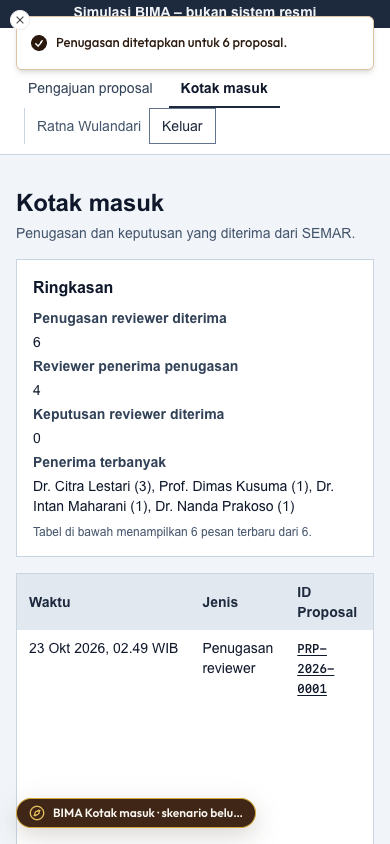 Simulasi BIMA – bukan sistem resmi
Penugasan ditetapkan untuk 6 proposal.
Pengajuan proposal
Kotak masuk
Ratna Wulandari
Keluar
Kotak masuk
Penugasan dan keputusan yang diterima dari SEMAR.
Ringkasan
Penugasan reviewer diterima
6
Reviewer penerima penugasan
4
Keputusan reviewer diterima
0
Penerima terbanyak
Dr. Citra Lestari (3), Prof. Dimas Kusuma (1), Dr.
Intan Maharani (1), Dr. Nanda Prakoso (1)
Tabel di bawah menampilkan 6 pesan terbaru dari 6.
Waktu
Jenis
ID
Proposal
23 Okt 2026, 02.49 WIB
Penugasan
reviewer
PRP-
2026-
0001
BIMA Kotak masuk · skenario belu...